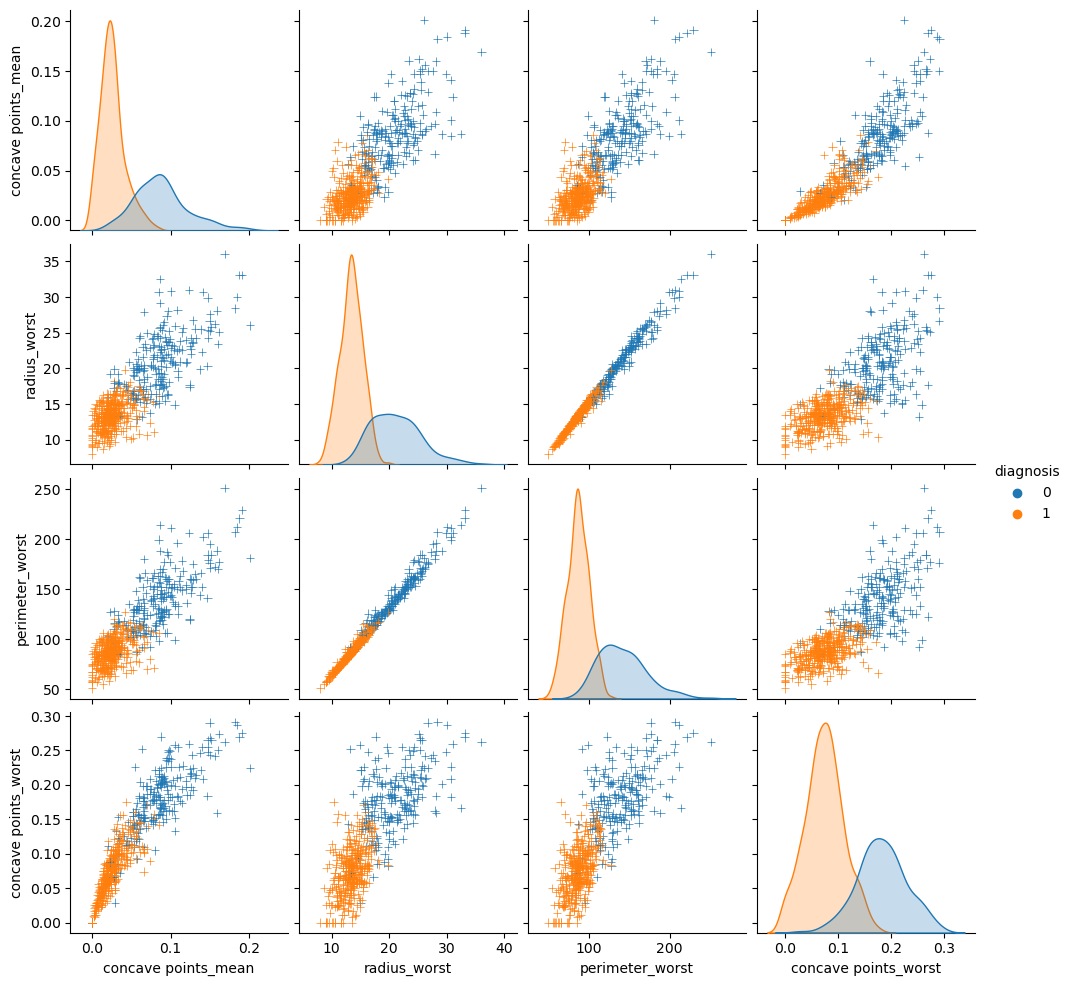 concave points_mean
0.20
0.15
0.10
0.05
0.00
radius_worst
35
30
25
20
15
10
perimeter_worst
250
200
150
100
50
concave points_worst
0.30
0.25
0.20
0.15
0.10
0.05
0.00
0.0 0.1 0.2
concave points_mean
10 20 30 40
radius_worst
100 200
perimeter_worst
0.0 0.1 0.2 0.3
concave points_worst
diagnosis
0
1